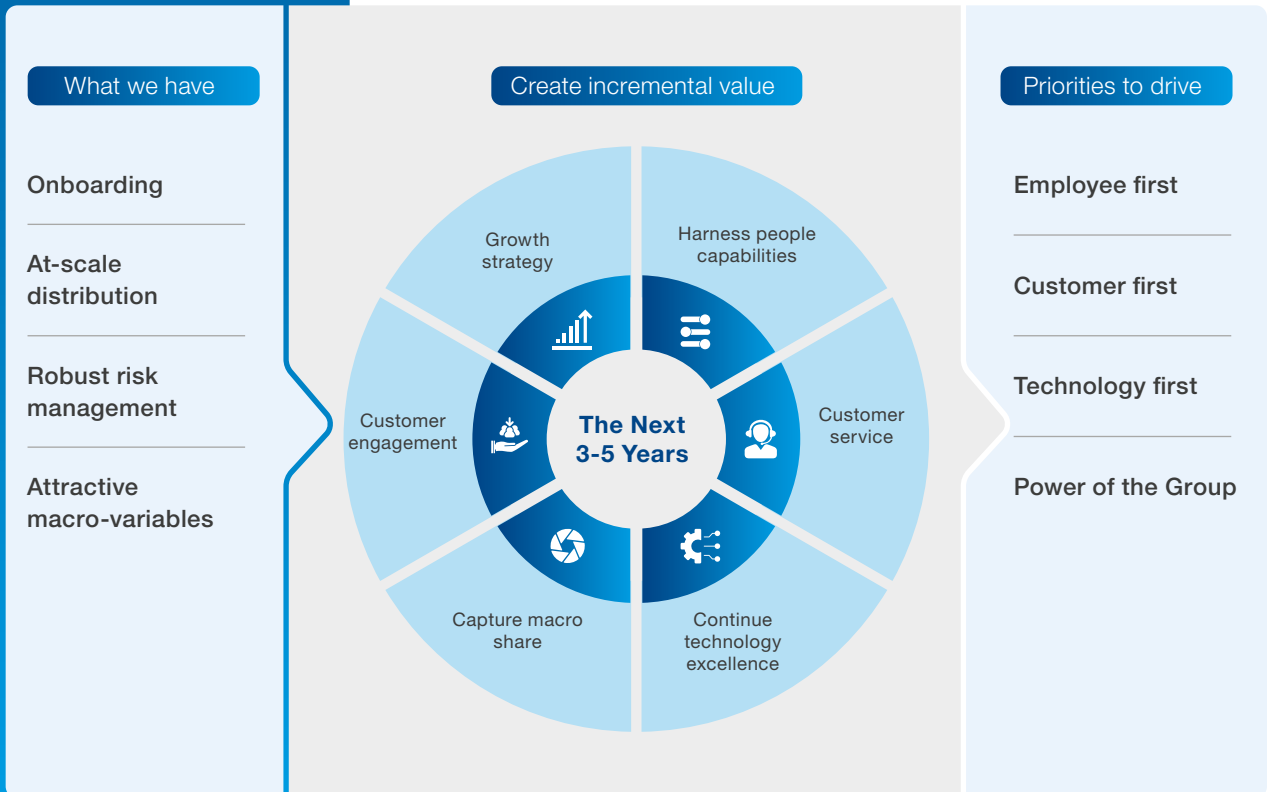 What we have
Onboarding
At-scale
distribution
Robust risk
management
Attractive
macro-variables
Create incremental value
Growth
strategy
Harness people
capabilities
Customer
engagement
The Next
3-5 Years
Customer
service
Capture macro
share
Continue
technology
excellence
Priorities to drive
Employee first
Customer first
Technology first
Power of the Group